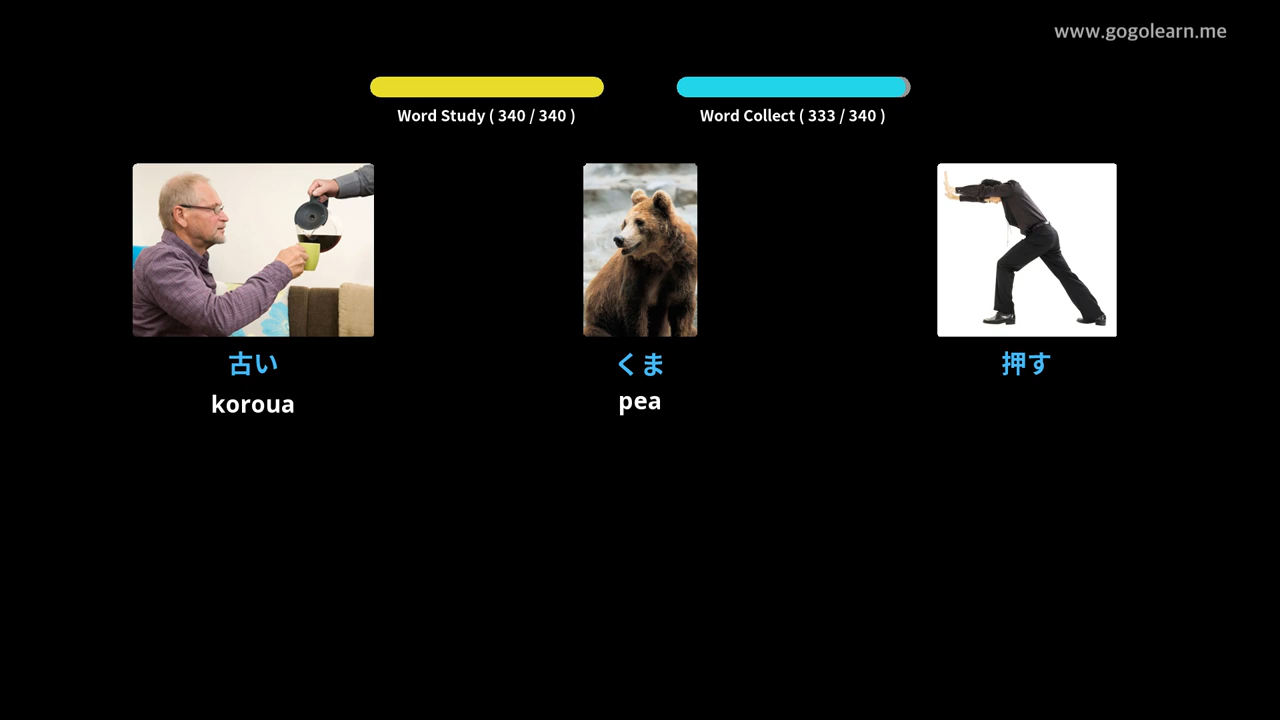 www.gogolearn.me
Word Study ( 340 / 340 )
Word Collect ( 333 / 340 )
古い
koroua
くま
pea
押す